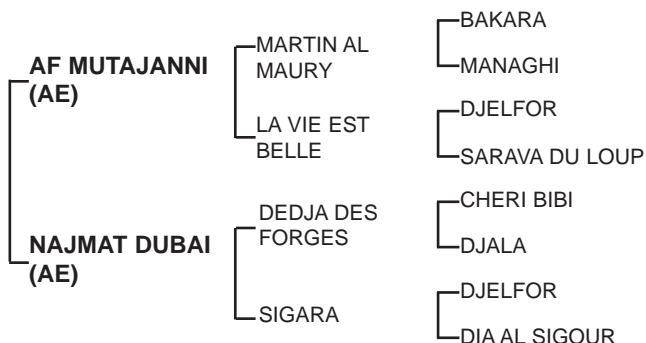 AF MUTAJANNI
(AE)
MARTIN AL
MAURY
BAKARA
MANAGHI
LA VIE EST
BELLE
DJELFOR
SARAVA DU LOUP
NAJMAT DUBAI
(AE)
DEDJA DES
FORGES
CHERI BIBI
DJALA
SIGARA
DJELFOR
DIA AL SIGOUR